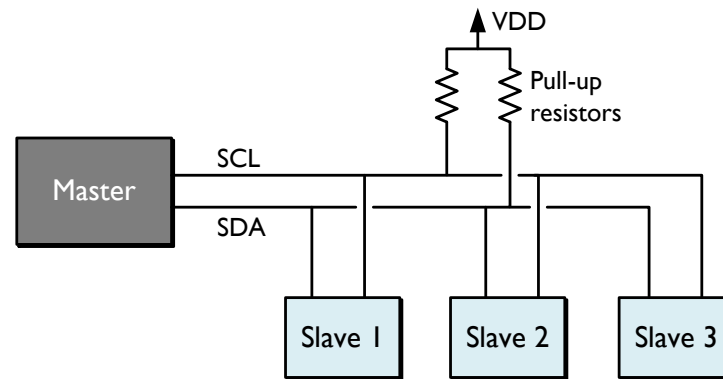 VDD
Pull-up
resistors
SCL
Master
SDA
Slave 1
Slave 2
Slave 3